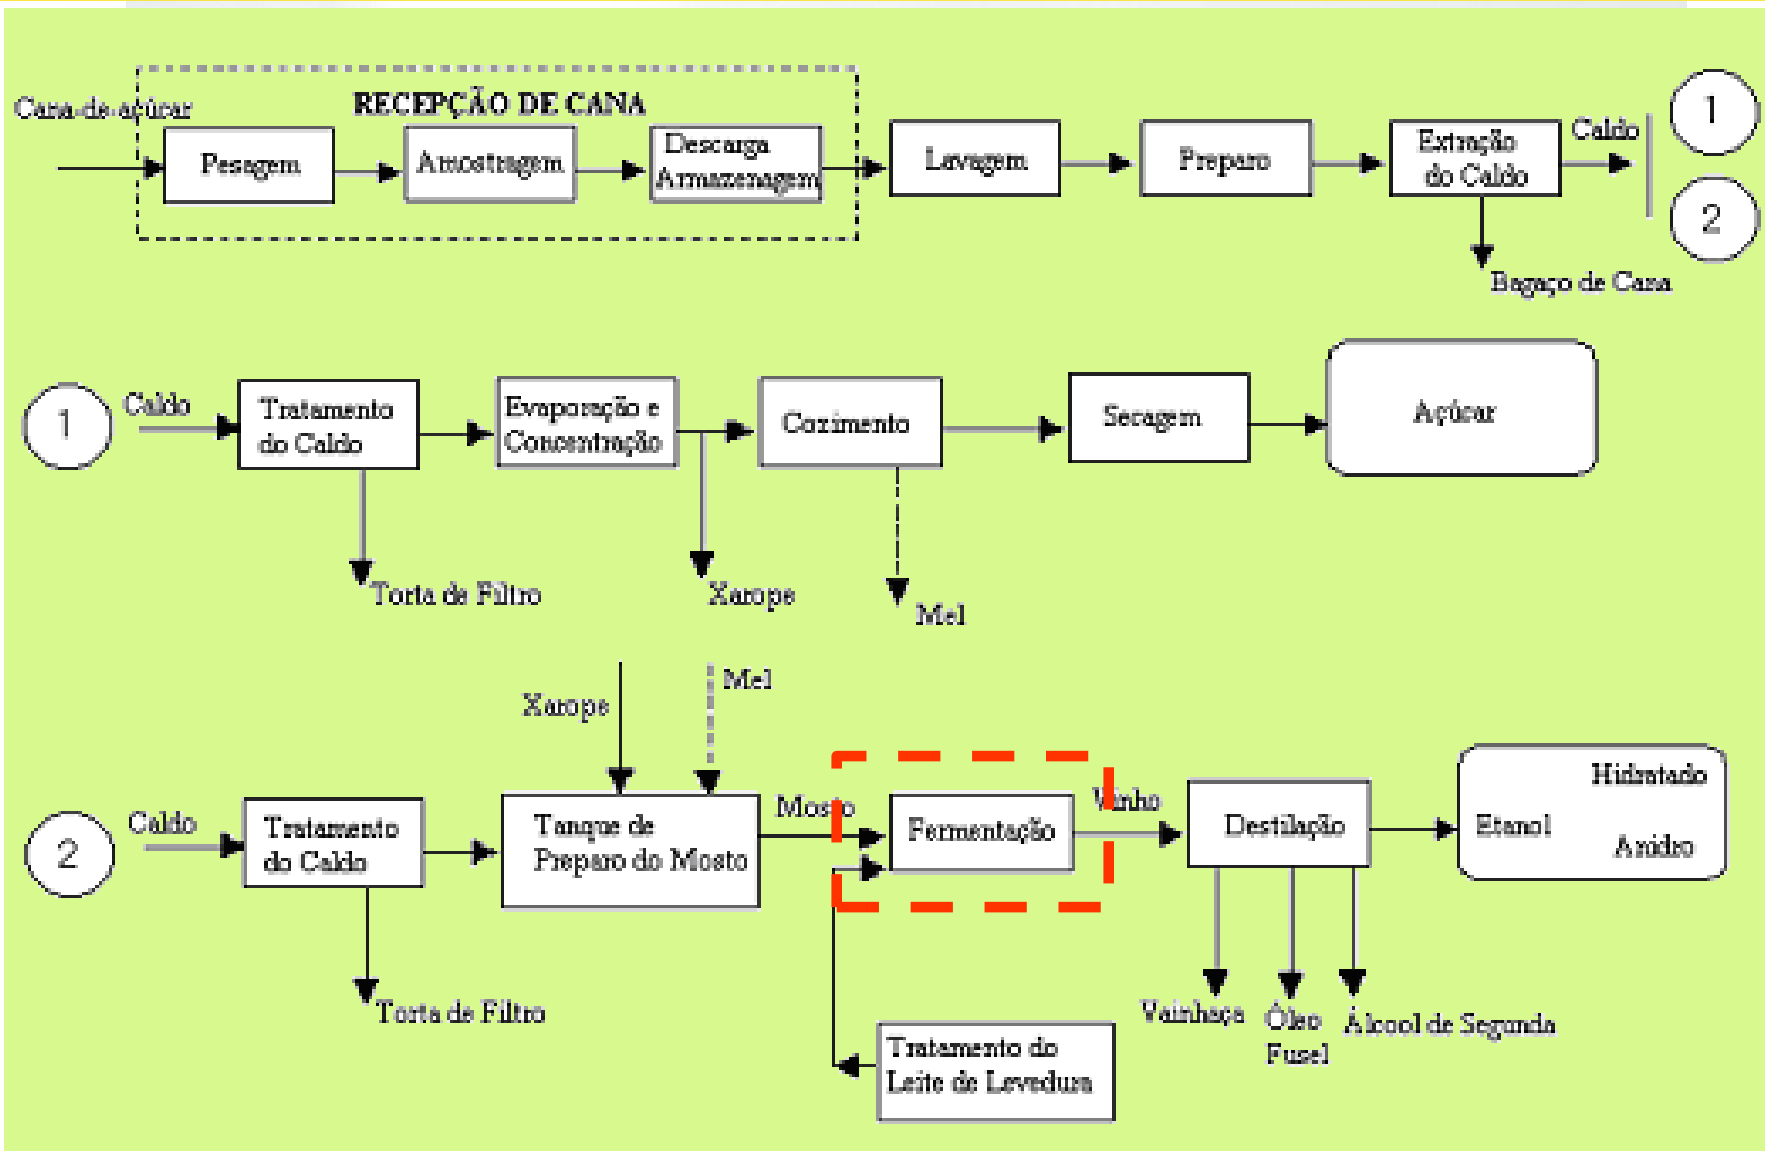 Cana-de-açúcar
RECEPÇÃO DE CANA
Pesagem
Amostragem
Descarga
Armazenagem
Lavagem
Preparo
Extração
do Caldo
Caldo
1
2
Bagaço de Cana
1
Caldo
Tratamento
do Caldo
Evaporação e
Concentração
Cozimento
Secagem
Açúcar
Torta de Filtro
Xarope
Mel
Xarope
Mel
2
Caldo
Tratamento
do Caldo
Tanque de
Preparo do Mosto
Mosto
Fermentação
Vinho
Destilação
Hidratado
Etanol
Anidro
Torta de Filtro
Vainhaça
Óleo
Fusel
Álcool de Segunda
Tratamento do
Leite de Levedura